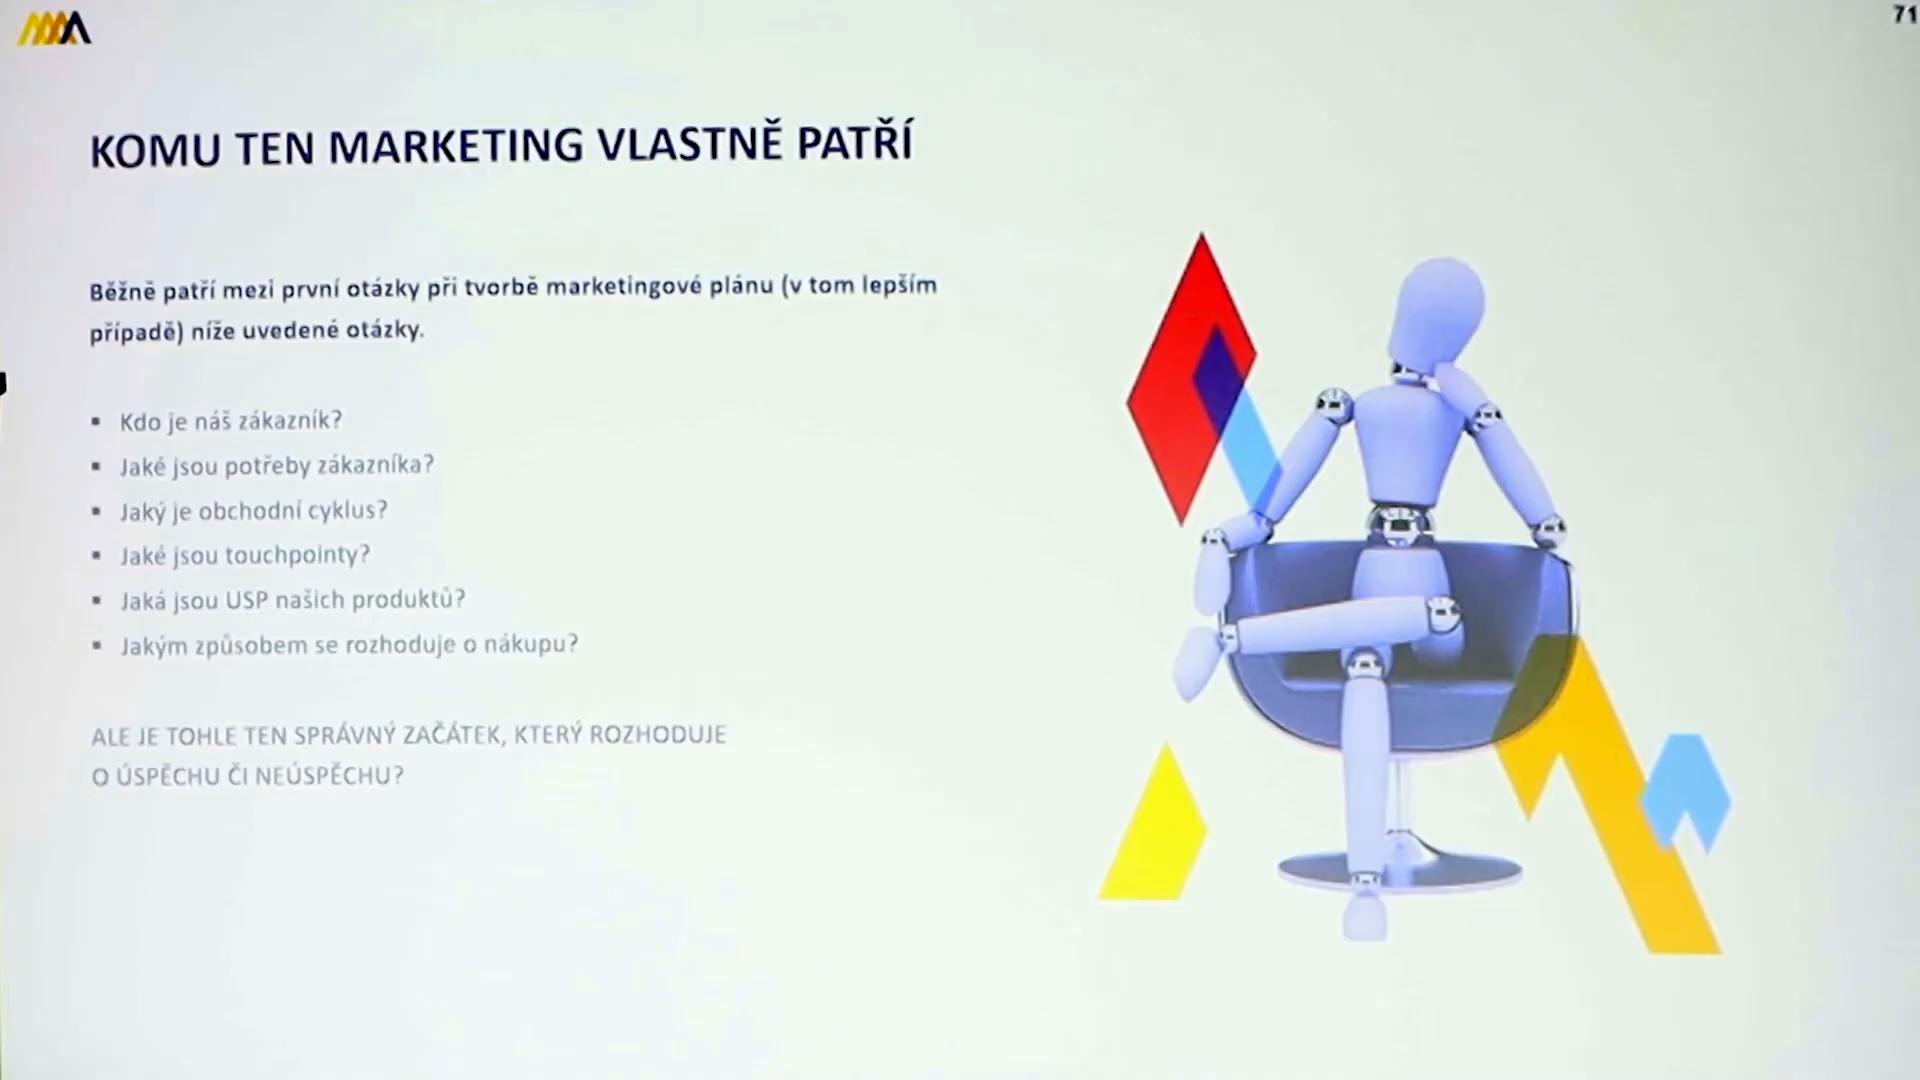 71
KOMU TEN MARKETING VLASTNĚ PATŘÍ
Běžně patří mezi první otázky při tvorbě marketingové plánu (v tom lepším
případě) níže uvedené otázky.
▪ Kdo je náš zákazník?
▪ Jaké jsou potřeby zákazníka?
▪ Jaký je obchodní cyklus?
▪ Jaké jsou touchpointy?
▪ Jaká jsou USP našich produktů?
▪ Jakým způsobem se rozhoduje o nákupu?
ALE JE TOHLE TEN SPRÁVNÝ ZAČÁTEK, KTERÝ ROZHODUJE
O ÚSPĚCHU ČI NEÚSPĚCHU?